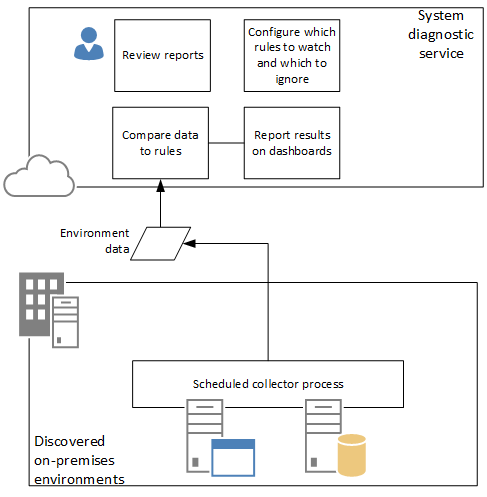 System
diagnostic
service
Review reports
Configure which
rules to watch
and which to
ignore
Compare data
to rules
Report results
on dashboards
Environment
data
Scheduled collector process
Discovered
on-premises
environments